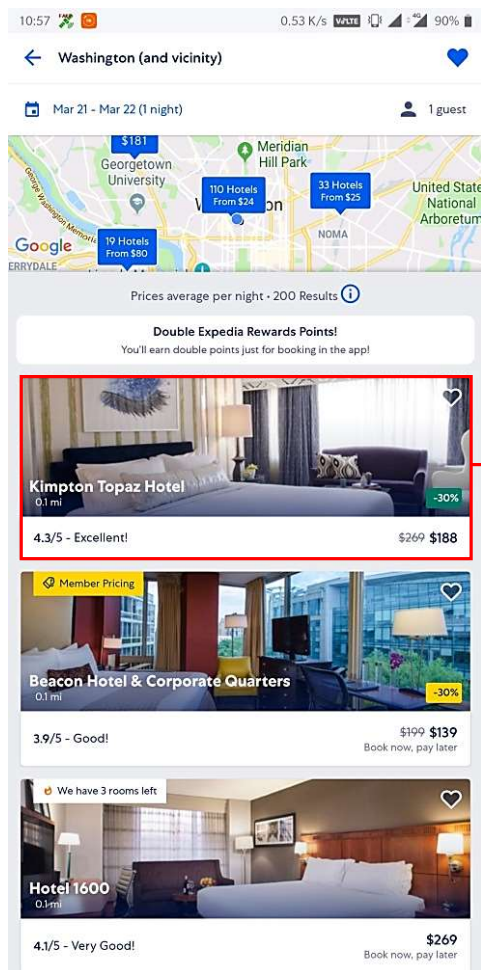 10:57
0.53 K/s VoLTE 4G 90%
Washington (and vicinity)
Mar 21 - Mar 22 (1 night)
1 guest
$181
Georgetown
University
Meridian
Hill Park
110 Hotels
From $24
33 Hotels
From $25
United State
National
Arboretum
on
NOMA
Google
19 Hotels
From $80
ERRYDALE
Prices average per night • 200 Results
Double Expedia Rewards Points!
You'll earn double points just for booking in the app!
Kimpton Topaz Hotel
0.1 mi
-30%
4.3/5 - Excellent!
$269 $188
Member Pricing
Beacon Hotel & Corporate Quarters
0.1 mi
-30%
3.9/5 - Good!
$199 $139
Book now, pay later
We have 3 rooms left
Hotel 1600
0.1 mi
4.1/5 - Very Good!
$269
Book now, pay later